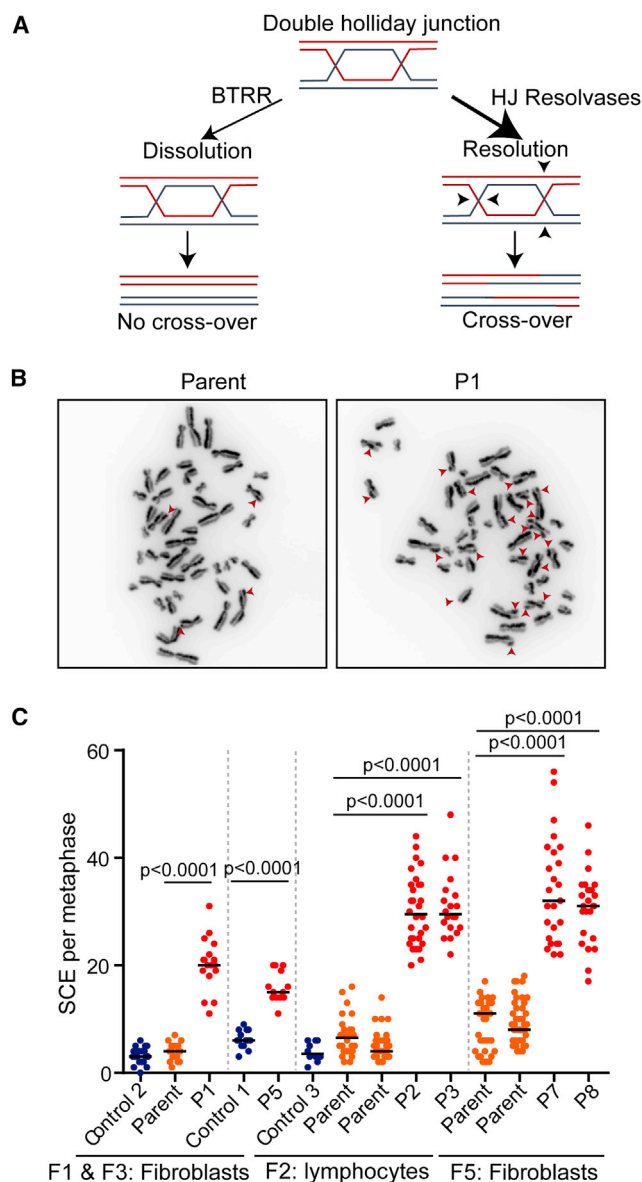 A
Double holliday junction
BTRR
HJ Resolvases
Dissolution
Resolution
No cross-over
Cross-over
B
Parent
P1
C
SCE per metaphase
60
40
20
0
p<0.0001
p<0.0001
p<0.0001
p<0.0001
p<0.0001
p<0.0001
Control 2
Parent
P1
Control 1
P5
Control 3
Parent
Parent
P2
P3
Parent
Parent
P7
P8
F1 & F3: Fibroblasts
F2: lymphocytes
F5: Fibroblasts